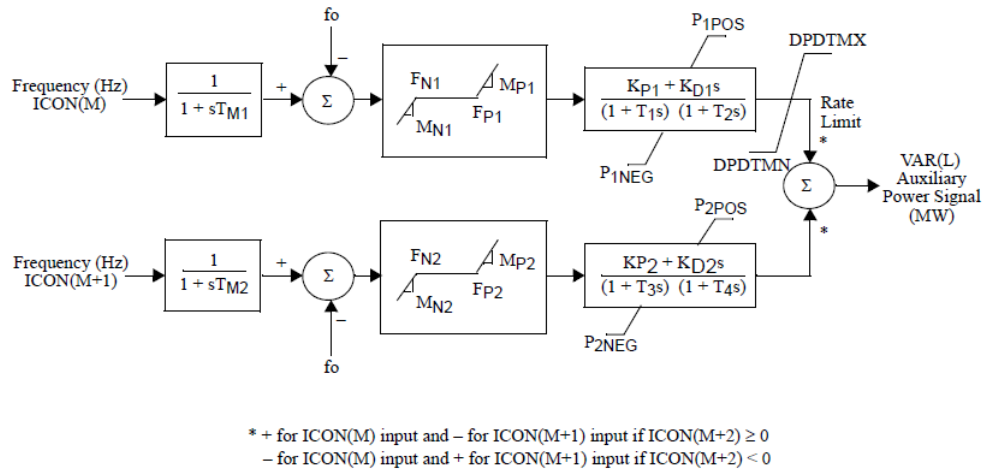 fo
P1POS
DPDTMX
Frequency (Hz)
ICON(M)
1
1 + sTM1
+
–
Σ
FN1
MP1
MN1
FP1
KP1 + KD1s
(1 + T1s) (1 + T2s)
Rate
Limit
*
P1NEG
DPDTMN
Σ
VAR(L)
Auxiliary
Power Signal
(MW)
P2POS
*
Frequency (Hz)
ICON(M+1)
1
1 + sTM2
+
Σ
–
fo
FN2
MP2
MN2
FP2
KP2 + KD2s
(1 + T3s) (1 + T4s)
P2NEG
* + for ICON(M) input and – for ICON(M+1) input if ICON(M+2) ≥ 0
– for ICON(M) input and + for ICON(M+1) input if ICON(M+2) < 0